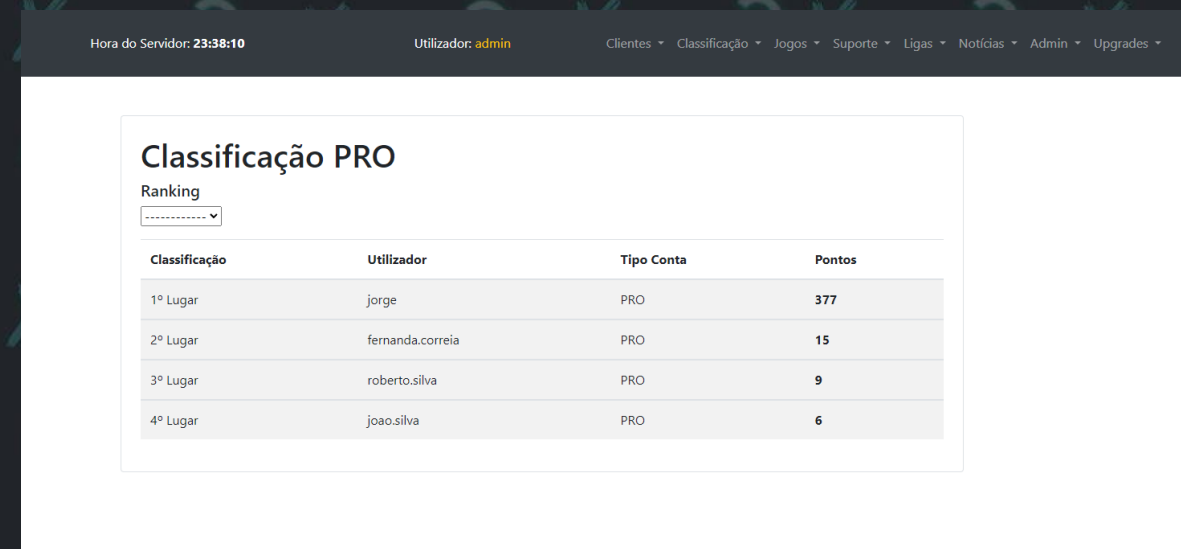 Hora do Servidor: 23:38:10 Utilizador: admin Clientes Classificação Jogos Suporte Ligas Notícias Admin Upgrades
Classificação PRO
Ranking
------------
Classificação Utilizador Tipo Conta Pontos
1º Lugar jorge PRO 377
2º Lugar fernanda.correia PRO 15
3º Lugar roberto.silva PRO 9
4º Lugar joao.silva PRO 6